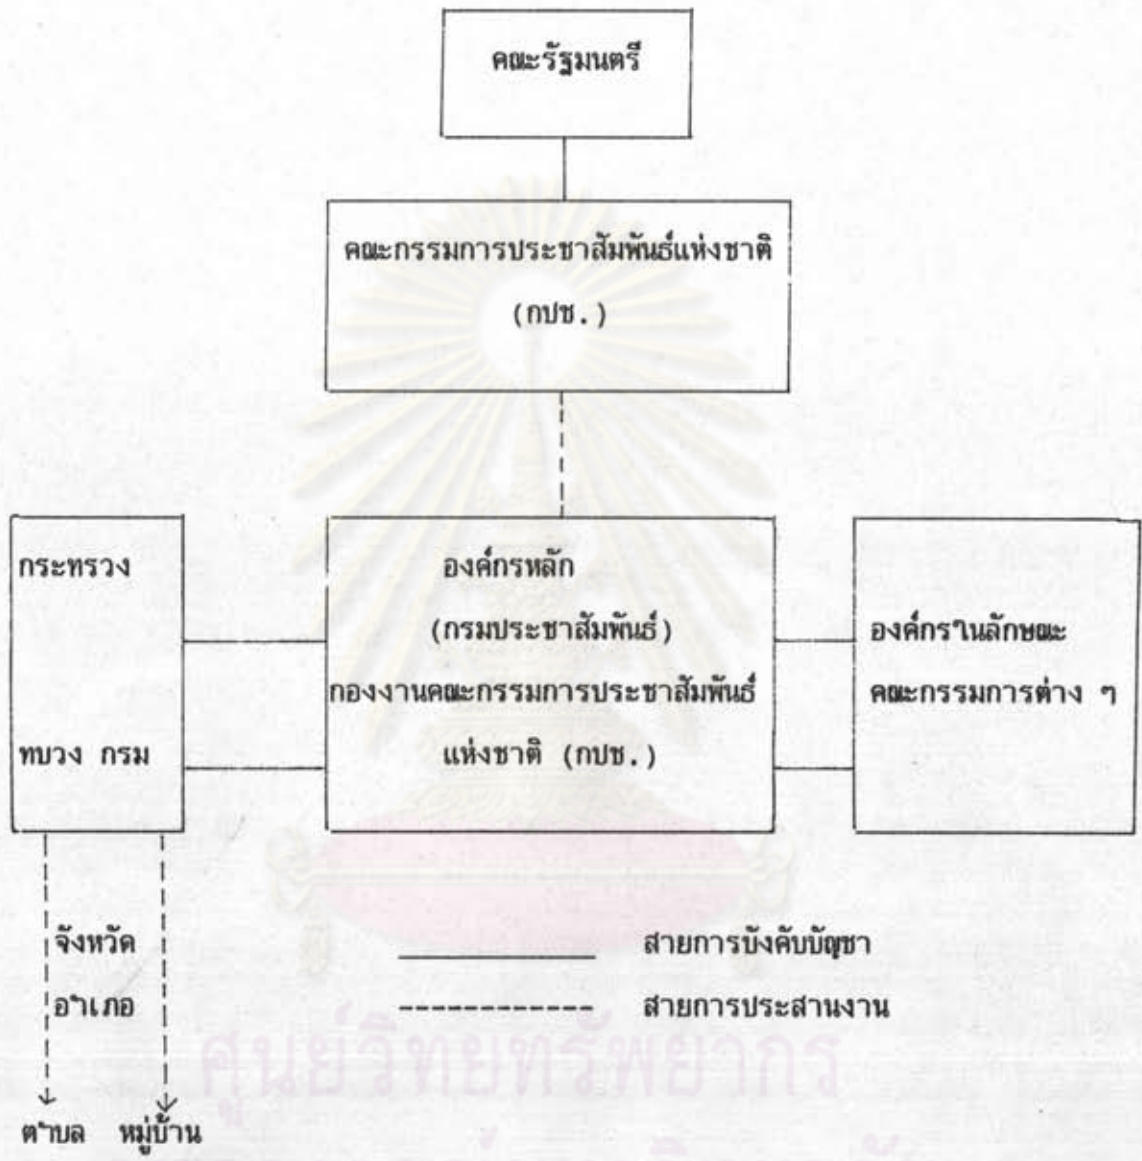 คณะรัฐมนตรี
คณะกรรมการประชาสัมพันธ์แห่งชาติ
(กปช.)
กระทรวง
ทบวง กรม
องค์กรหลัก
(กรมประชาสัมพันธ์)
กองงานคณะกรรมการประชาสัมพันธ์
แห่งชาติ (กปช.)
องค์กรในลักษณะ
คณะกรรมการต่าง ๆ
จังหวัด
อำเภอ
ตำบล หมู่บ้าน
สายการบังคับบัญชา
สายการประสานงาน
ศูนย์วิทยทรัพยากร